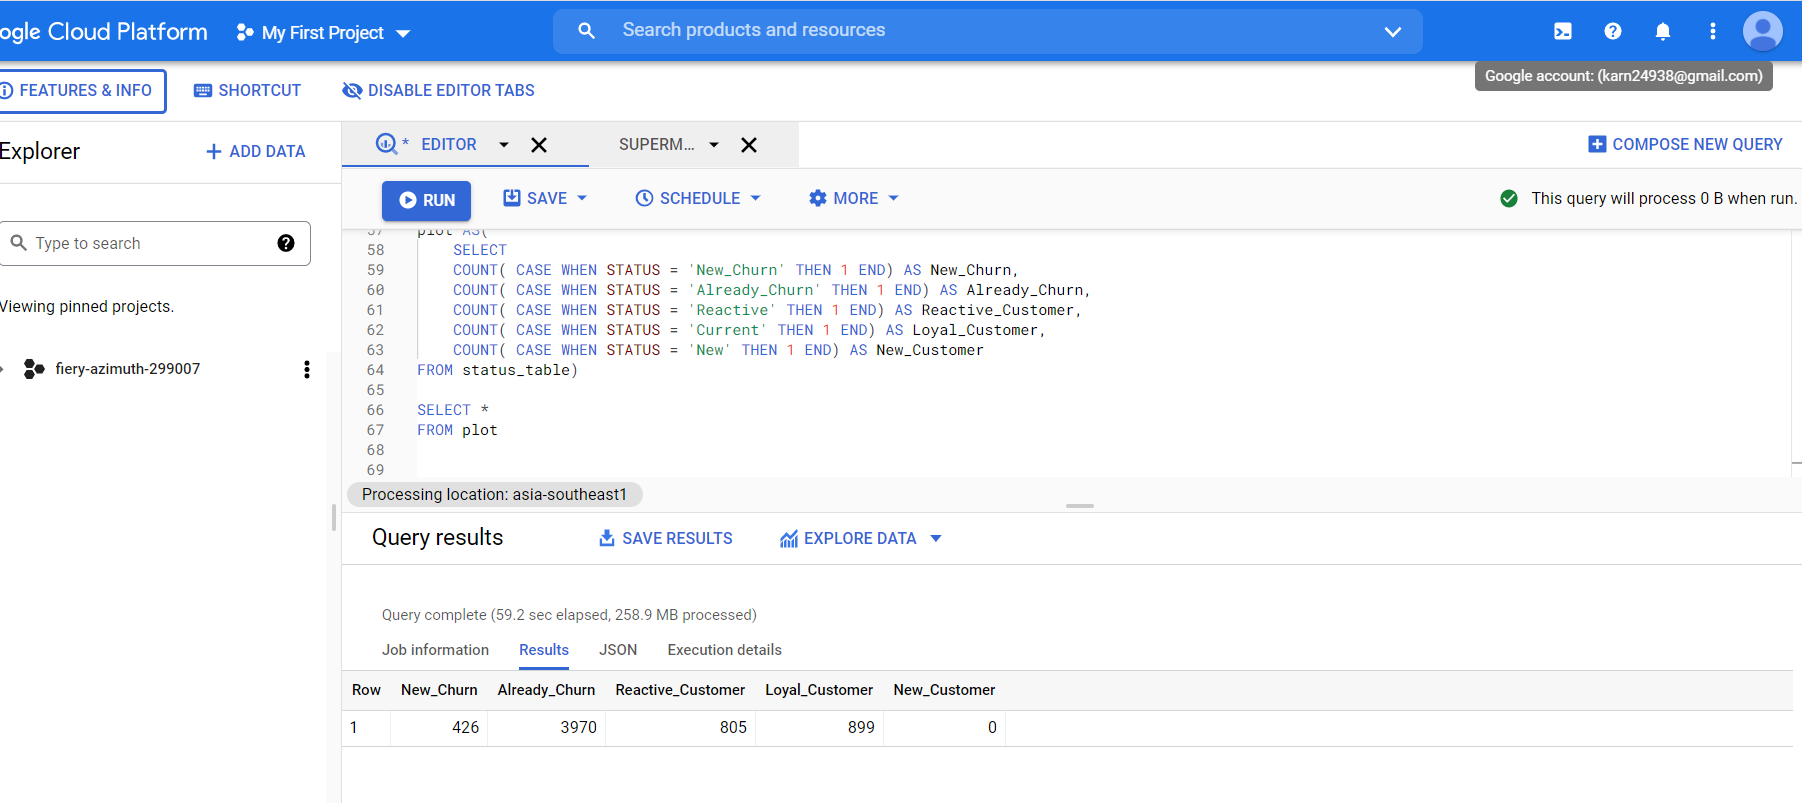 ogle Cloud Platform
My First Project
Search products and resources
Google account: (karn24938@gmail.com)
FEATURES & INFO
SHORTCUT
DISABLE EDITOR TABS
Explorer
+ ADD DATA
* EDITOR
SUPERM...
COMPOSE NEW QUERY
RUN
SAVE
SCHEDULE
MORE
This query will process 0 B when run.
Type to search
Viewing pinned projects.
fiery-azimuth-299007
57 plot AS(
58 SELECT
59 COUNT( CASE WHEN STATUS = 'New_Churn' THEN 1 END) AS New_Churn,
60 COUNT( CASE WHEN STATUS = 'Already_Churn' THEN 1 END) AS Already_Churn,
61 COUNT( CASE WHEN STATUS = 'Reactive' THEN 1 END) AS Reactive_Customer,
62 COUNT( CASE WHEN STATUS = 'Current' THEN 1 END) AS Loyal_Customer,
63 COUNT( CASE WHEN STATUS = 'New' THEN 1 END) AS New_Customer
64 FROM status_table)
65
66 SELECT *
67 FROM plot
68
69
Processing location: asia-southeast1
Query results
SAVE RESULTS
EXPLORE DATA
Query complete (59.2 sec elapsed, 258.9 MB processed)
Job information Results JSON Execution details
Row New_Churn Already_Churn Reactive_Customer Loyal_Customer New_Customer
1 426 3970 805 899 0